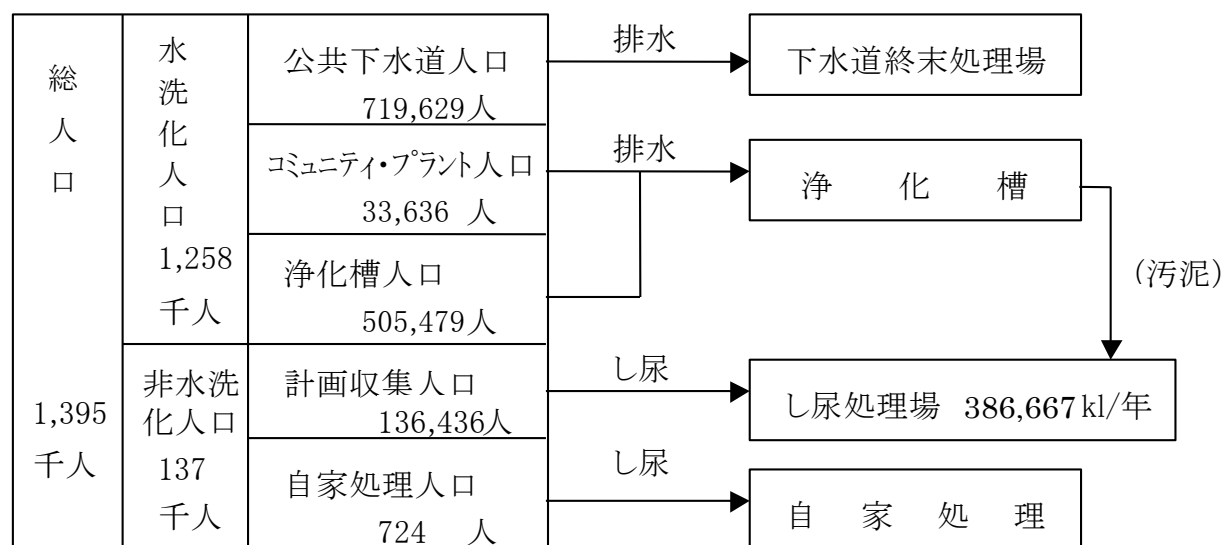 総人口
1,395
千人
水洗化人口
1,258
千人
非水洗
化人口
137
千人
公共下水道人口
719,629人
コミュニティ・プラント人口
33,636 人
浄化槽人口
505,479人
計画収集人口
136,436人
自家処理人口
724 人
排水
下水道終末処理場
排水
浄 化 槽
(汚泥)
し尿
し尿処理場 386,667kl/年
し尿
自 家 処 理